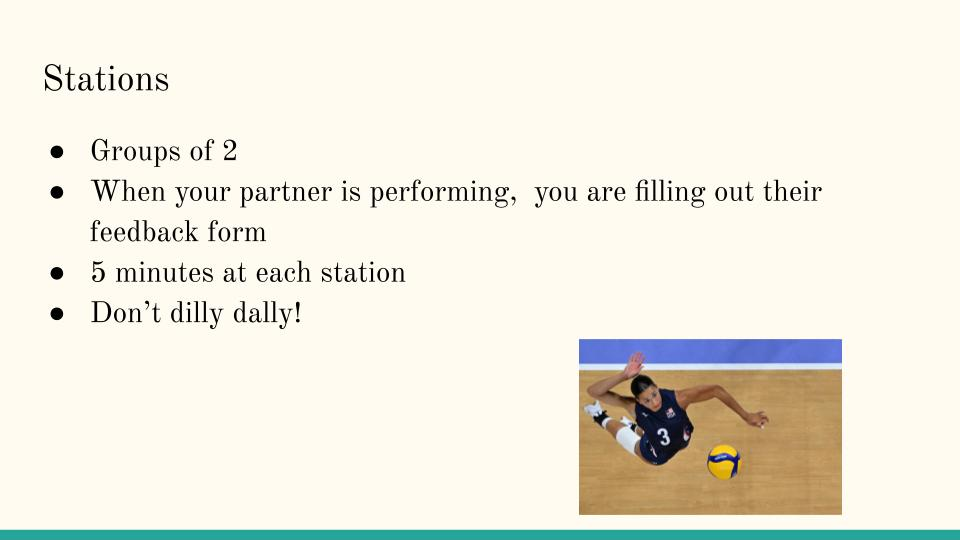 Stations
● Groups of 2
● When your partner is performing,  you are filling out their
feedback form
● 5 minutes at each station
● Don’t dilly dally!
3